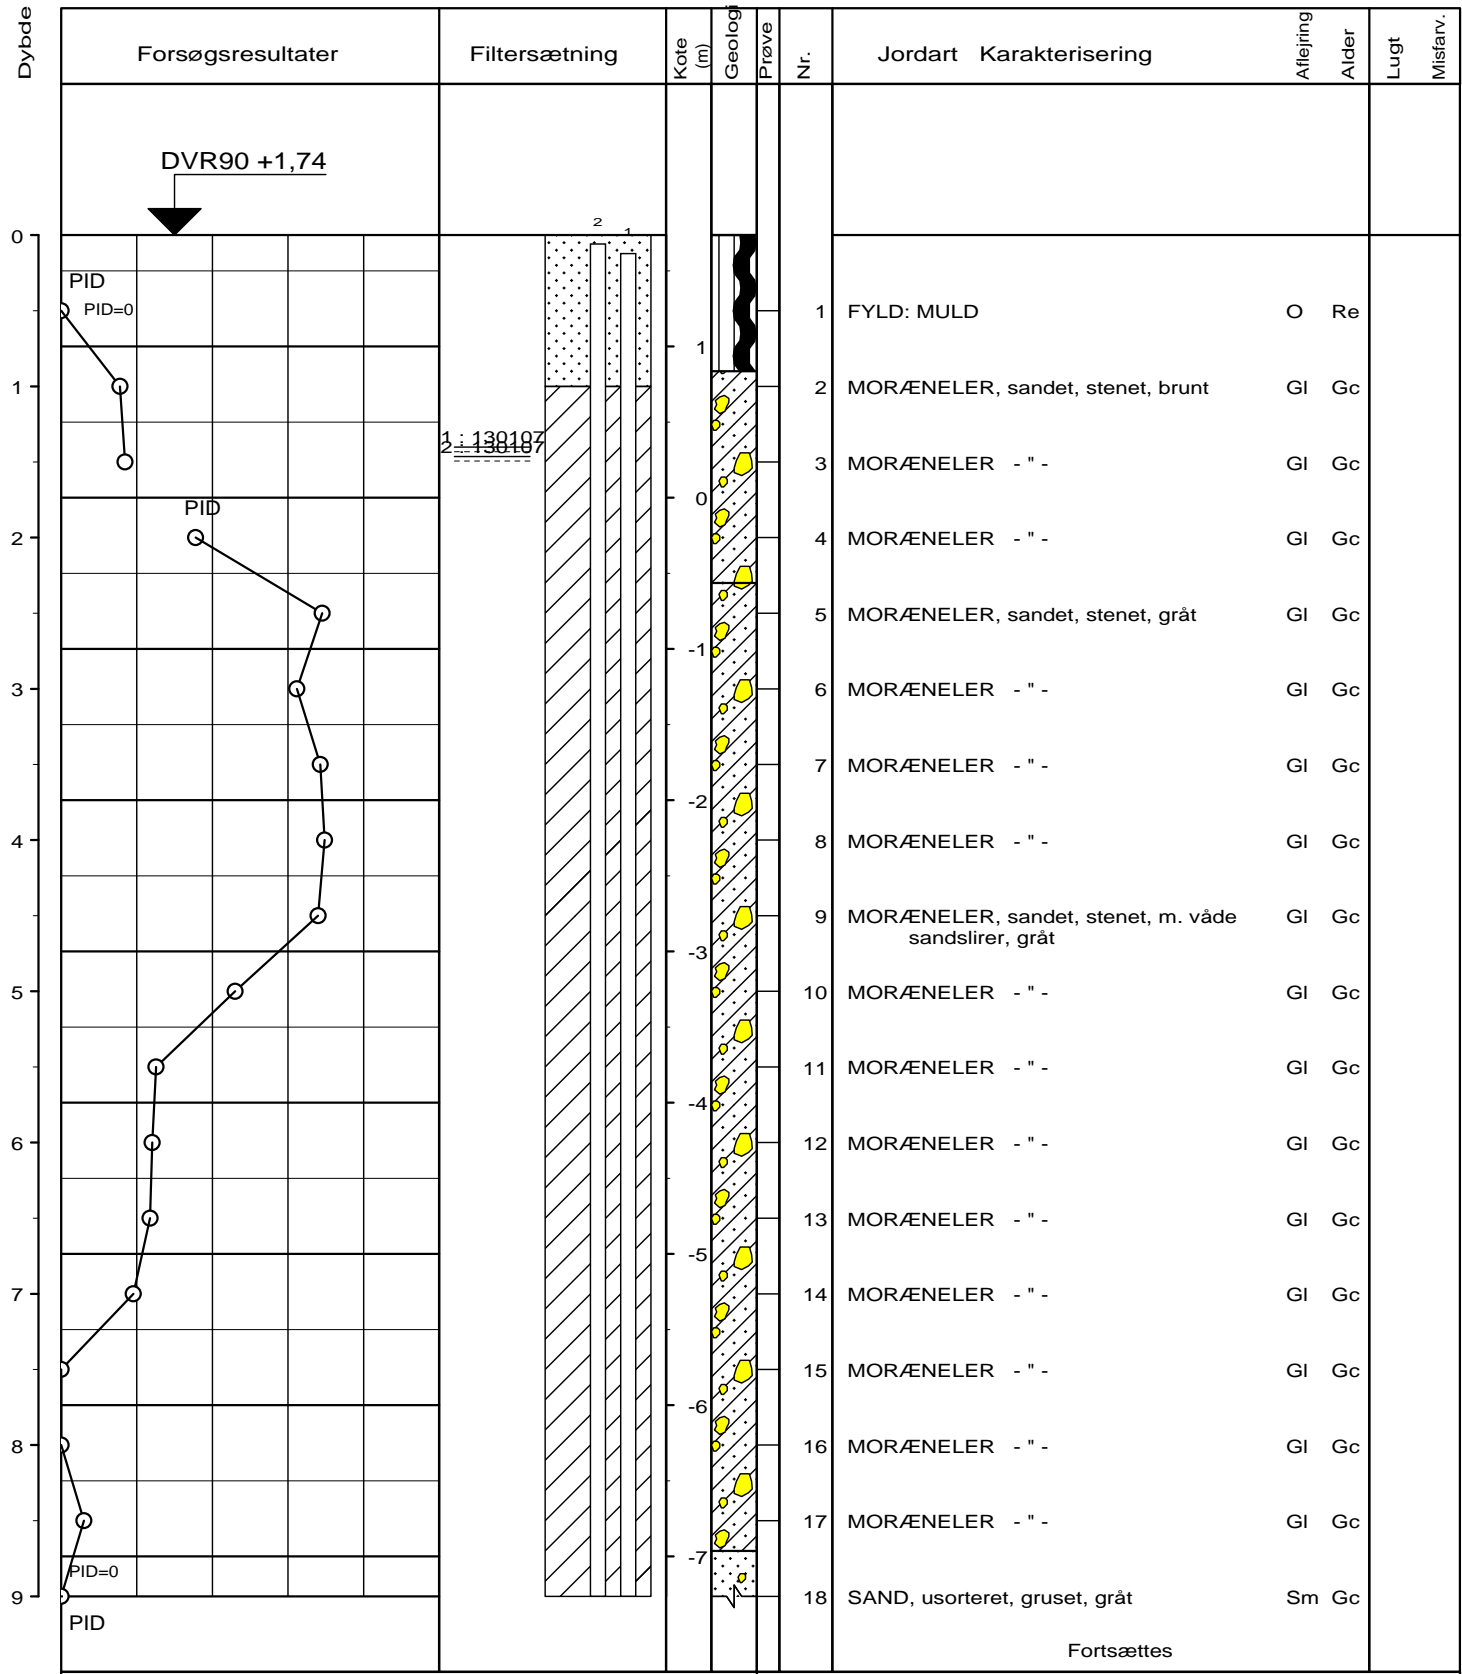 Dybde Forsøgsresultater Filtersætning Kote (m) Geologi Prøve Nr. Jordart Karakterisering Aflejring Alder Lugt Misfarv.
DVR90 +1,74
2
1
0
PID
PID=0
1 FYLD: MULD O Re
1
1 2 MORÆNELER, sandet, stenet, brunt Gl Gc
1 : 130107
2 : 130107
3 MORÆNELER - " - Gl Gc
0
PID
2 4 MORÆNELER - " - Gl Gc
5 MORÆNELER, sandet, stenet, gråt Gl Gc
-1
3 6 MORÆNELER - " - Gl Gc
7 MORÆNELER - " - Gl Gc
-2
4 8 MORÆNELER - " - Gl Gc
9 MORÆNELER, sandet, stenet, m. våde Gl Gc
sandslirer, gråt
-3
5 10 MORÆNELER - " - Gl Gc
11 MORÆNELER - " - Gl Gc
-4
6 12 MORÆNELER - " - Gl Gc
13 MORÆNELER - " - Gl Gc
-5
7 14 MORÆNELER - " - Gl Gc
15 MORÆNELER - " - Gl Gc
-6
8 16 MORÆNELER - " - Gl Gc
17 MORÆNELER - " - Gl Gc
-7
PID=0
9 18 SAND, usorteret, gruset, gråt Sm Gc
PID
Fortsættes